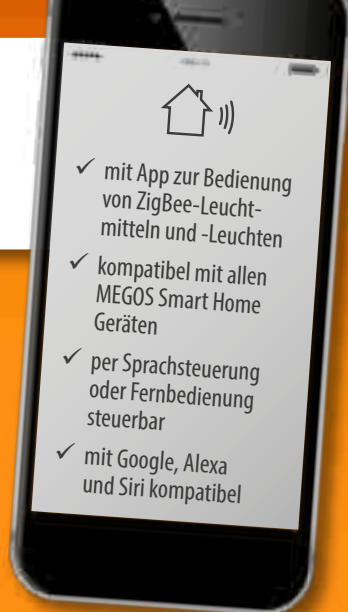 ✓ mit App zur Bedienung
von ZigBee-Leucht-
mitteln und -Leuchten
✓ kompatibel mit allen
MEGOS Smart Home
Geräten
✓ per Sprachsteuerung
oder Fernbedienung
steuerbar
✓ mit Google, Alexa
und Siri kompatibel